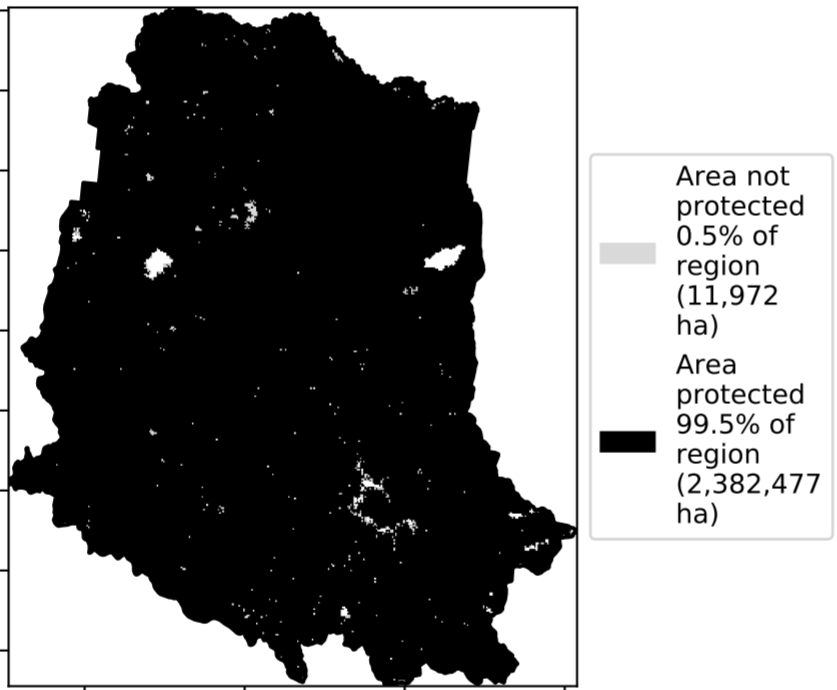 Area not
protected
0.5% of
region
(11,972
ha)
Area
protected
99.5% of
region
(2,382,477
ha)